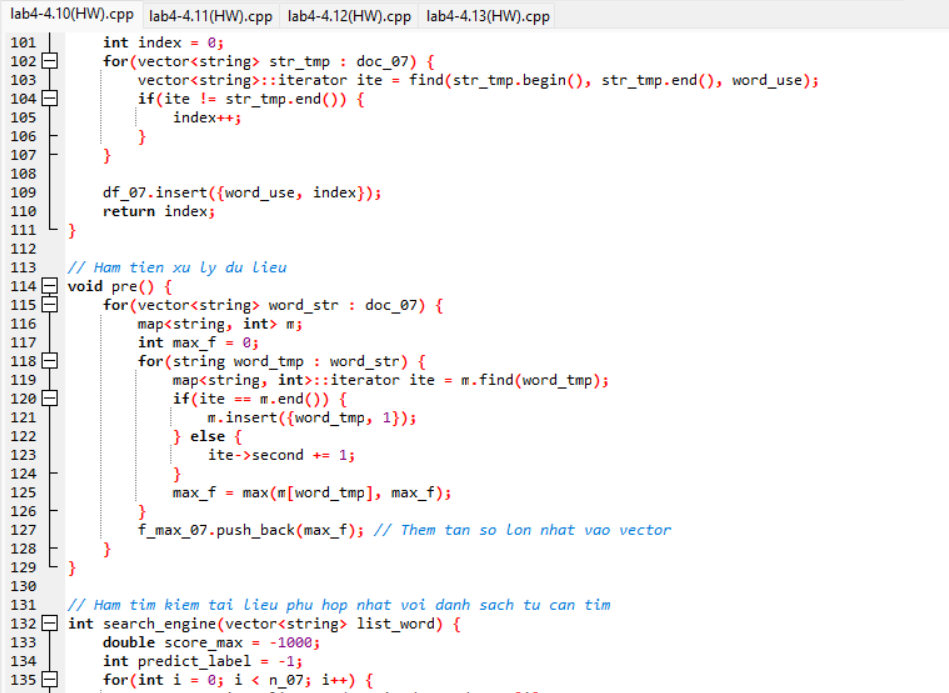 lab4-4.10(HW).cpp lab4-4.11(HW).cpp lab4-4.12(HW).cpp lab4-4.13(HW).cpp
101 int index = 0;
102 for(vector<string> str_tmp : doc_07) {
103 vector<string>::iterator ite = find(str_tmp.begin(), str_tmp.end(), word_use);
104 if(ite != str_tmp.end()) {
105 index++;
106 }
107 }
108
109 df_07.insert({word_use, index});
110 return index;
111 }
112
113 // Ham tien xu ly du lieu
114 void pre() {
115 for(vector<string> word_str : doc_07) {
116 map<string, int> m;
117 int max_f = 0;
118 for(string word_tmp : word_str) {
119 map<string, int>::iterator ite = m.find(word_tmp);
120 if(ite == m.end()) {
121 m.insert({word_tmp, 1});
122 } else {
123 ite->second += 1;
124 }
125 max_f = max(m[word_tmp], max_f);
126 }
127 f_max_07.push_back(max_f); // Them tan so lon nhat vao vector
128 }
129 }
130
131 // Ham tim kiem tai lieu phu hop nhat voi danh sach tu can tim
132 int search_engine(vector<string> list_word) {
133 double score_max = -1000;
134 int predict_label = -1;
135 for(int i = 0; i < n_07; i++) {